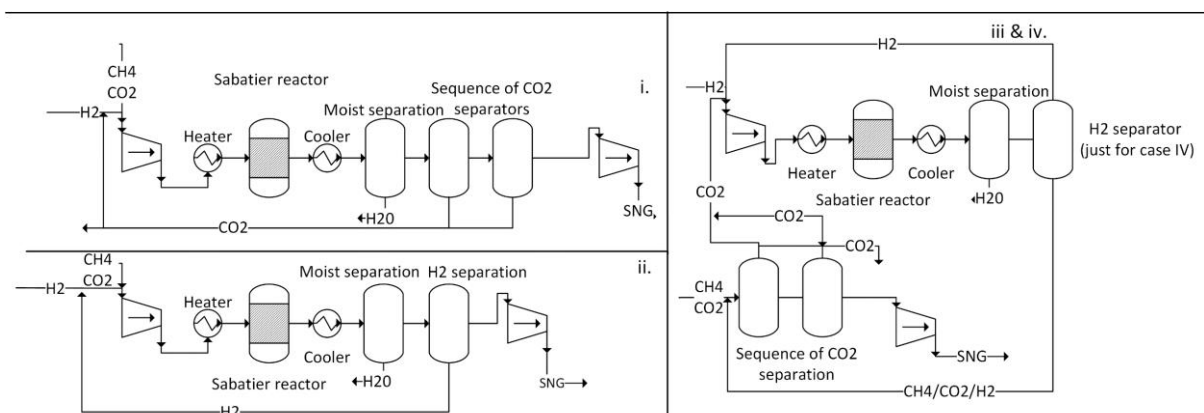 i.
CH4
CO2
H2
Sabatier reactor
Heater
Cooler
Moist separation
Sequence of CO2
separators
H20
CO2
SNG
ii.
CH4
CO2
H2
Heater
Sabatier reactor
Cooler
Moist separation
H2 separation
H20
SNG
H2
iii & iv.
H2
H2
Moist separation
Heater
Cooler
Sabatier reactor
H20
H2 separator
(just for case IV)
CO2
CO2
CO2
CH4
CO2
Sequence of CO2
separation
SNG
CH4/CO2/H2